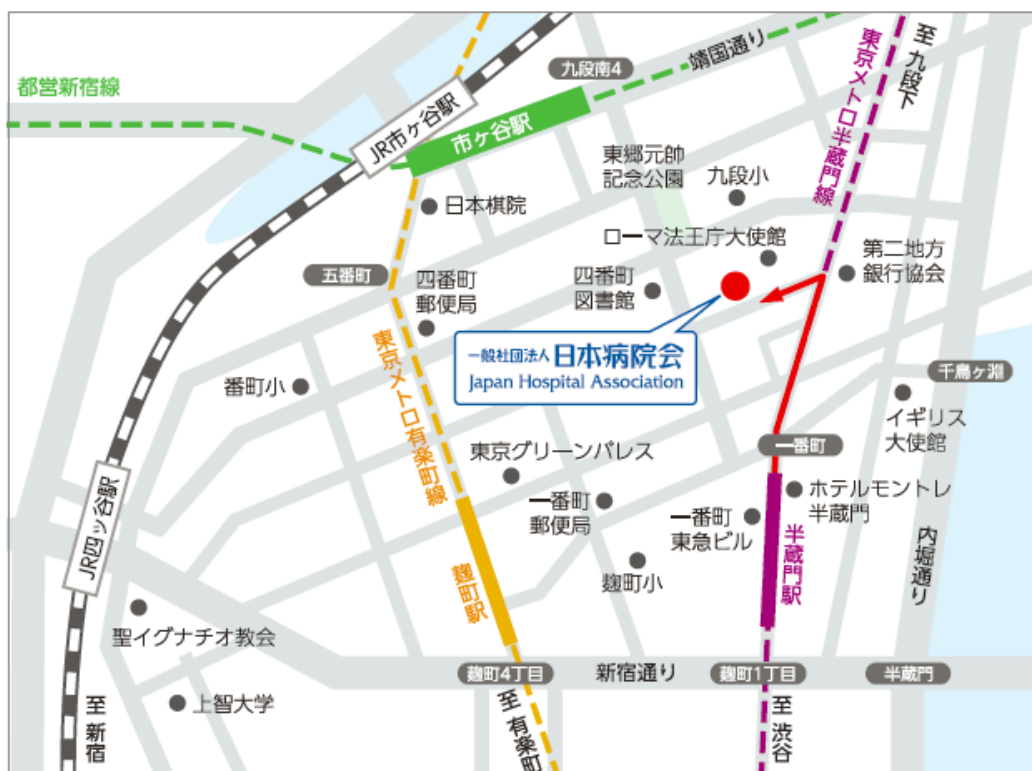 都営新宿線
JR市ヶ谷駅
市ヶ谷駅
九段南4
靖国通り
東京メトロ半蔵門線
至 九段下
東郷元帥
記念公園
九段小
日本棋院
ローマ法王庁大使館
第二地方
銀行協会
五番町
四番町
郵便局
四番町
図書館
一般社団法人 日本病院会
Japan Hospital Association
東京メトロ有楽町線
番町小
千鳥ヶ淵
イギリス
大使館
一番町
東京グリーンパレス
一番町
郵便局
一番町
東急ビル
ホテルモントレ
半蔵門
麹町小
半蔵門駅
内堀通り
JR四ッ谷駅
麹町駅
聖イグナチオ教会
上智大学
麹町4丁目
新宿通り
麹町1丁目
半蔵門
至 新宿
至 有楽町
至 渋谷